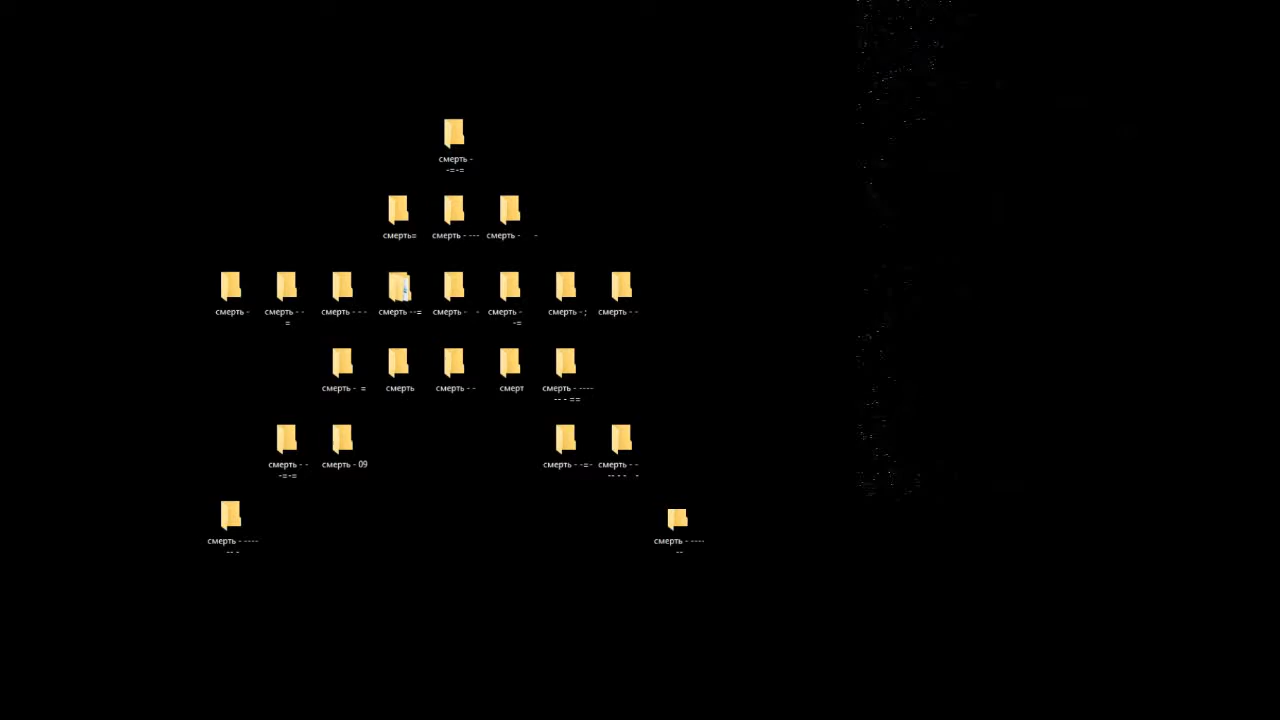 смерть -
-=-=
смерть=
смерть - ---
смерть -    -
смерть -
смерть - -
=
смерть - - -
смерть --=
смерть -   -
смерть -
-=
смерть - ;
смерть - -
смерть -  =
смерть
смерть - -
смерт
смерть - ----
-- - ==
смерть - -
-=-=
смерть - 09
смерть - -=-
смерть - -
-- - -   -
смерть - ----
-- -
смерть - ----
--